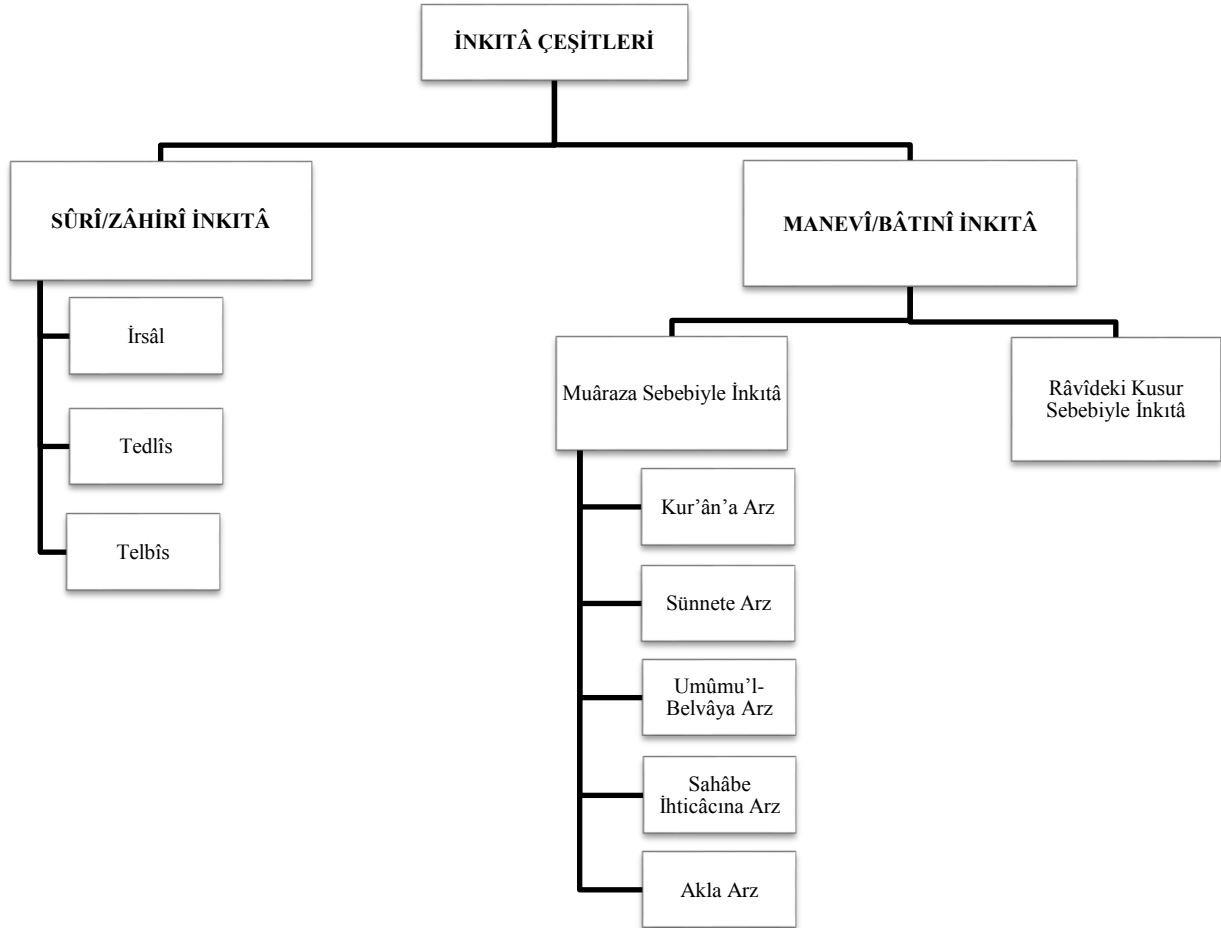 İNKITÂ ÇEŞİTLERİ
SÛRÎ/ZÂHİRÎ İNKITÂ
İrsâl
Tedlîs
Telbîs
MANEVÎ/BÂTINÎ İNKITÂ
Muâraza Sebebiyle İnkıtâ
Kur’ân’a Arz
Sünnete Arz
Umûmu’l-
Belvâya Arz
Sahâbe
İhticâcına Arz
Akla Arz
Râvîdeki Kusur
Sebebiyle İnkıtâ